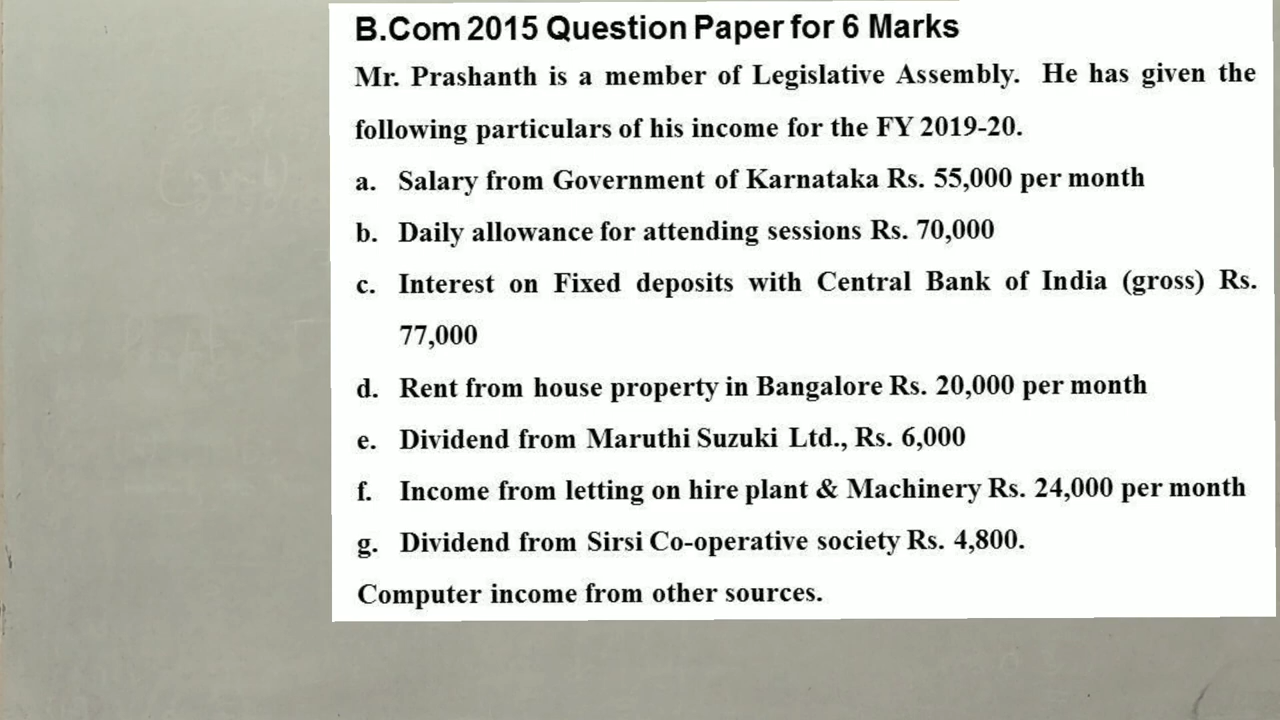 B.Com 2015 Question Paper for 6 Marks
Mr. Prashanth is a member of Legislative Assembly. He has given the
following particulars of his income for the FY 2019-20.
a. Salary from Government of Karnataka Rs. 55,000 per month
b. Daily allowance for attending sessions Rs. 70,000
c. Interest on Fixed deposits with Central Bank of India (gross) Rs.
77,000
d. Rent from house property in Bangalore Rs. 20,000 per month
e. Dividend from Maruthi Suzuki Ltd., Rs. 6,000
f. Income from letting on hire plant & Machinery Rs. 24,000 per month
g. Dividend from Sirsi Co-operative society Rs. 4,800.
Computer income from other sources.